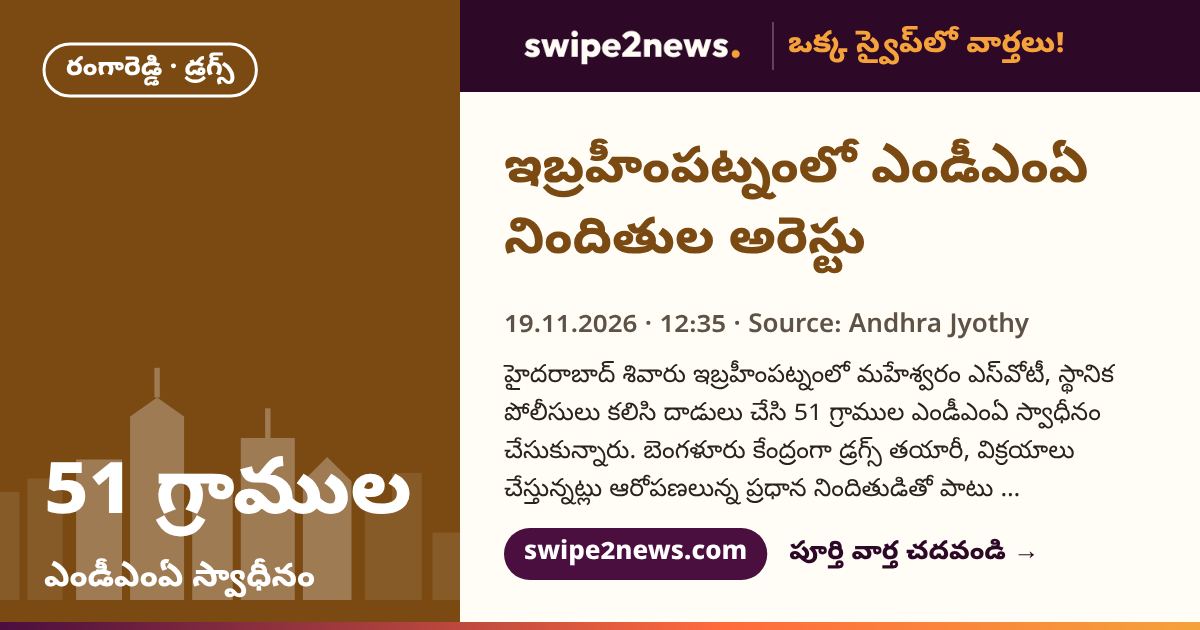 రంగారెడ్డి · డ్రగ్స్
51 గ్రాముల
ఎండీఎంఏ స్వాధీనం
swipe2news. ఒక్క స్వైప్‌లో వార్తలు!
ఇబ్రహీంపట్నంలో ఎండీఎంఏ
నిందితుల అరెస్టు
19.11.2026 · 12:35 · Source: Andhra Jyothy
హైదరాబాద్ శివారు ఇబ్రహీంపట్నంలో మహేశ్వరం ఎస్‌వోటీ, స్థానిక
పోలీసులు కలిసి దాడులు చేసి 51 గ్రాముల ఎండీఎంఏ స్వాధీనం
చేసుకున్నారు. బెంగళూరు కేంద్రంగా డ్రగ్స్ తయారీ, విక్రయాలు
చేస్తున్నట్లు ఆరోపణలున్న ప్రధాన నిందితుడితో పాటు ...
swipe2news.com పూర్తి వార్త చదవండి →